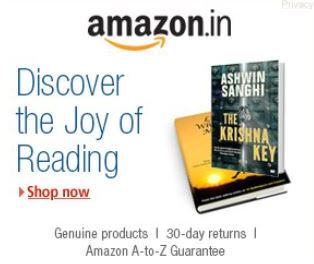 Privacy
amazon.in
Discover
the Joy of
Reading
Shop now
ASHWIN
SANGHI
THE
KRISHNA
KEY
Genuine products | 30-day returns |
Amazon A-to-Z Guarantee